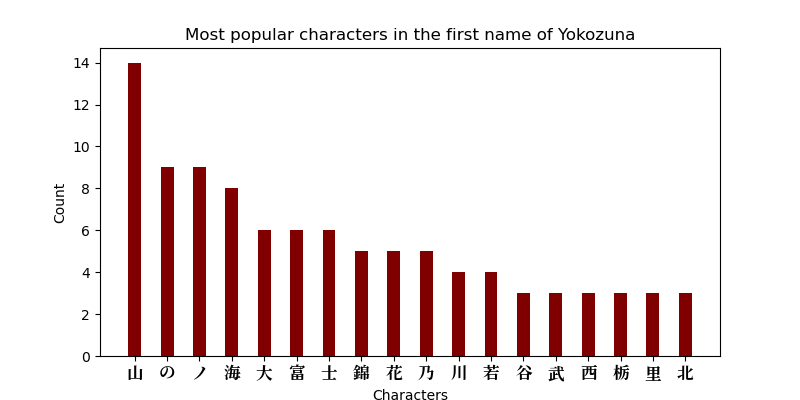 Most popular characters in the first name of Yokozuna
Count
14
12
10
8
6
4
2
0
山 の ノ 海 大 富 士 錦 花 乃 川 若 谷 武 西 栃 里 北
Characters